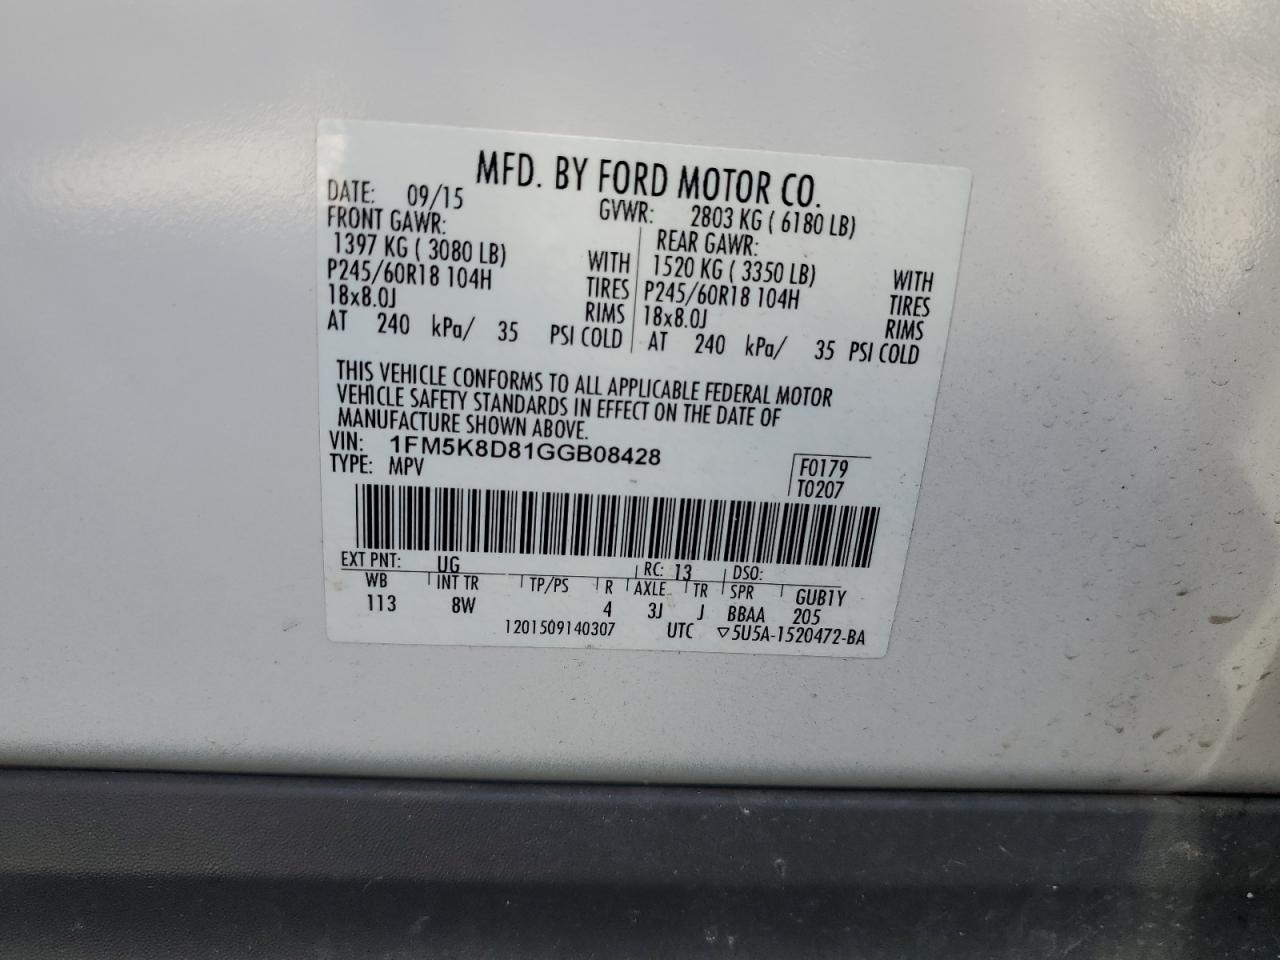 MFD. BY FORD MOTOR CO.
DATE: 09/15 GVWR: 2803 KG ( 6180 LB)
FRONT GAWR: REAR GAWR:
1397 KG ( 3080 LB) WITH 1520 KG ( 3350 LB) WITH
P245/60R18 104H TIRES P245/60R18 104H TIRES
18x8.0J RIMS 18x8.0J RIMS
AT 240 kPa/ 35 PSI COLD AT 240 kPa/ 35 PSI COLD
THIS VEHICLE CONFORMS TO ALL APPLICABLE FEDERAL MOTOR
VEHICLE SAFETY STANDARDS IN EFFECT ON THE DATE OF
MANUFACTURE SHOWN ABOVE.
VIN: 1FM5K8D81GGB08428
TYPE: MPV F0179
T0207
EXT PNT: UG RC: 13 DSO:
WB INT TR TP/PS R AXLE TR SPR GUB1Y
113 8W 4 3J J BBAA 205
1201509140307 UTC ▽5U5A-1520472-BA